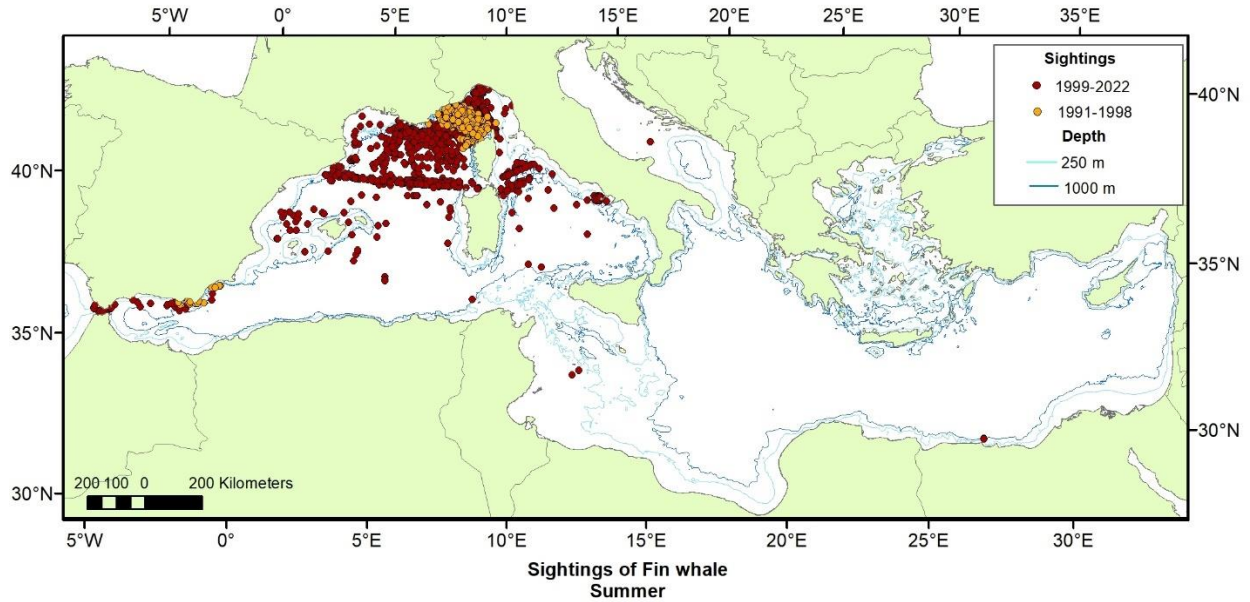 5°W 0° 5°E 10°E 15°E 20°E 25°E 30°E 35°E
Sightings
1999-2022
1991-1998
Depth
250 m
1000 m
40°N
40°N
35°N
35°N
30°N
30°N
200 100 0 200 Kilometers
5°W 0° 5°E 10°E 15°E 20°E 25°E 30°E 35°E
Sightings of Fin whale
Summer